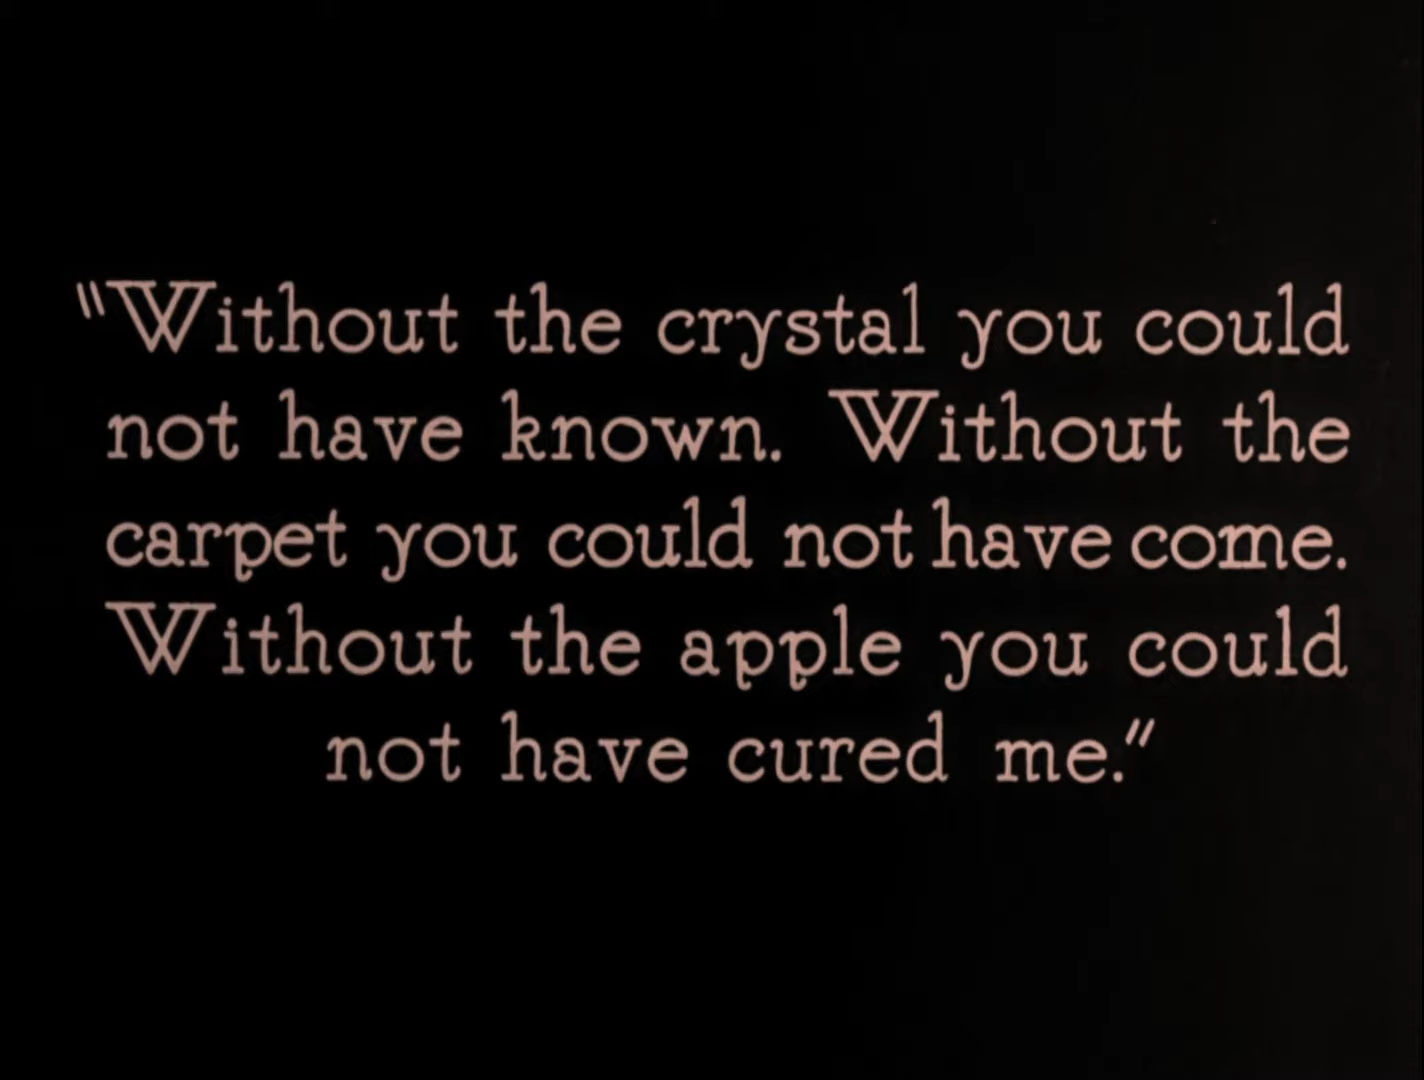 "Without the crystal you could
not have known. Without the
carpet you could not have come.
Without the apple you could
not have cured me."